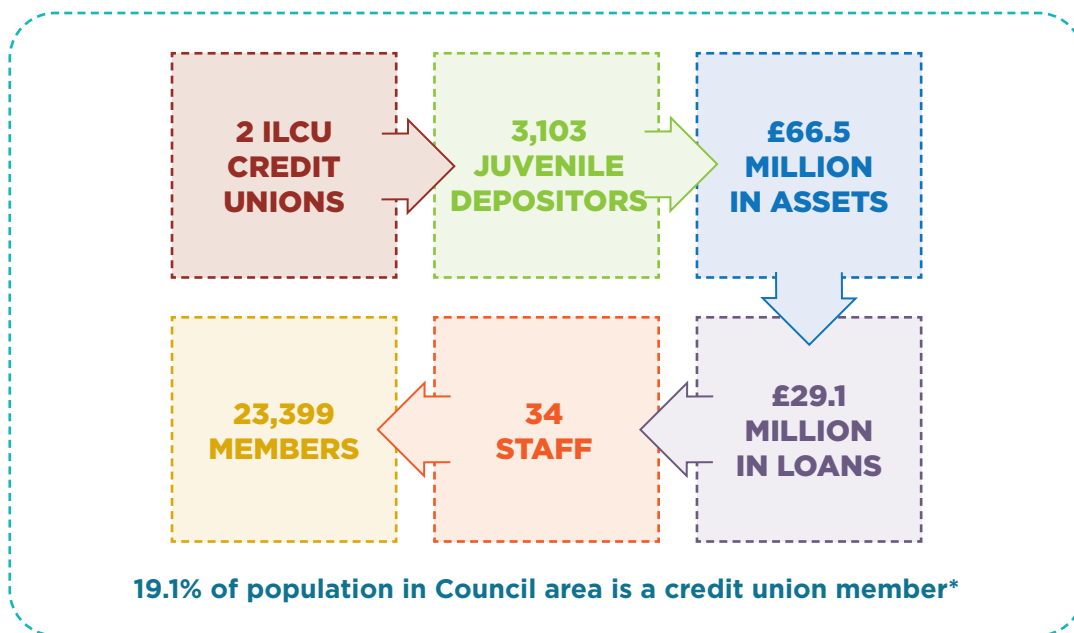 2 ILCU
CREDIT
UNIONS
3,103
JUVENILE
DEPOSITORS
£66.5
MILLION
IN ASSETS
£29.1
MILLION
IN LOANS
34
STAFF
23,399
MEMBERS
19.1% of population in Council area is a credit union member*